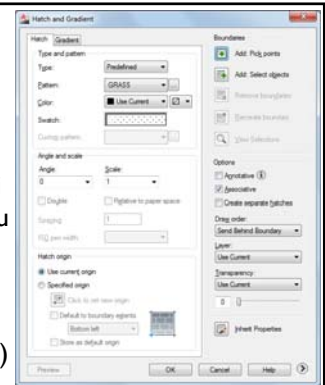 Hatch and Gradient
Hatch Gradient
Type and pattern
Type: Predefined
Pattern: GRASS
Color: Use Current
Swatch:
Custom pattern:
Angle and scale
Angle: Scale:
0 1
Double Relative to paper space
Spacing: 1
ISO pen width:
Hatch origin
Use current origin
Specified origin
Click to set new origin
Default to boundary extents
Bottom left
Store as default origin
Preview
Boundaries
Add: Pick points
Add: Select objects
Remove boundaries
Recreate boundary
View Selections
Options
Annotative
Associative
Create separate hatches
Draw order:
Send Behind Boundary
Layer:
Use Current
Transparency:
Use Current
0
Inherit Properties
OK Cancel Help
u
)